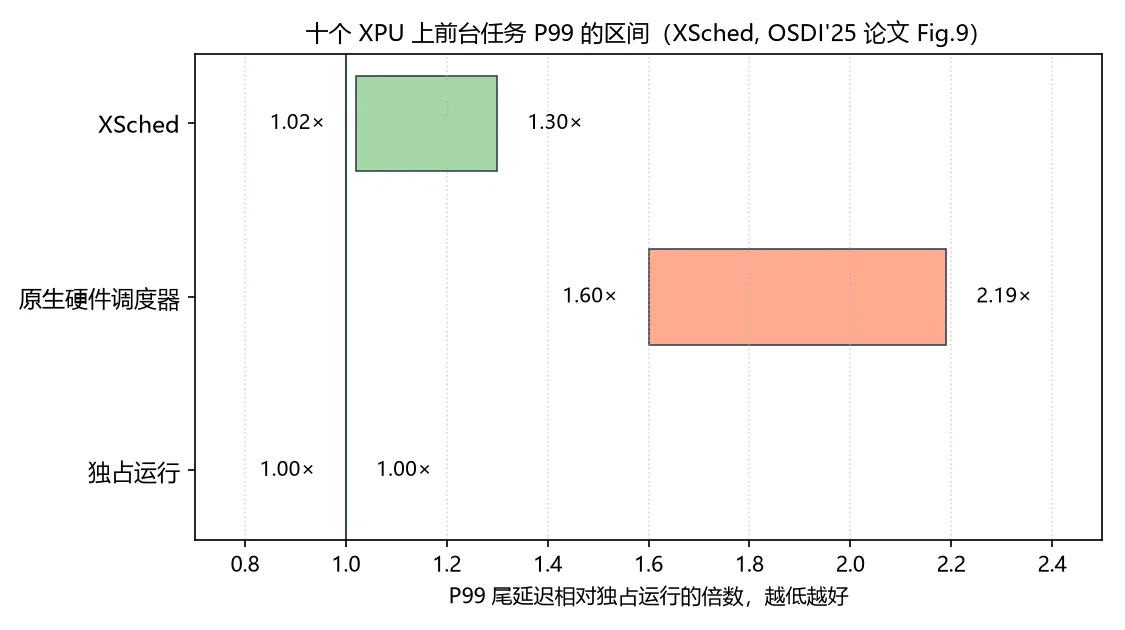 十个 XPU 上前台任务 P99 的区间（XSched, OSDI'25 论文 Fig.9）
XSched
1.02×
1.30×
原生硬件调度器
1.60×
2.19×
独占运行
1.00×
1.00×
0.8 1.0 1.2 1.4 1.6 1.8 2.0 2.2 2.4
P99 尾延迟相对独占运行的倍数，越低越好